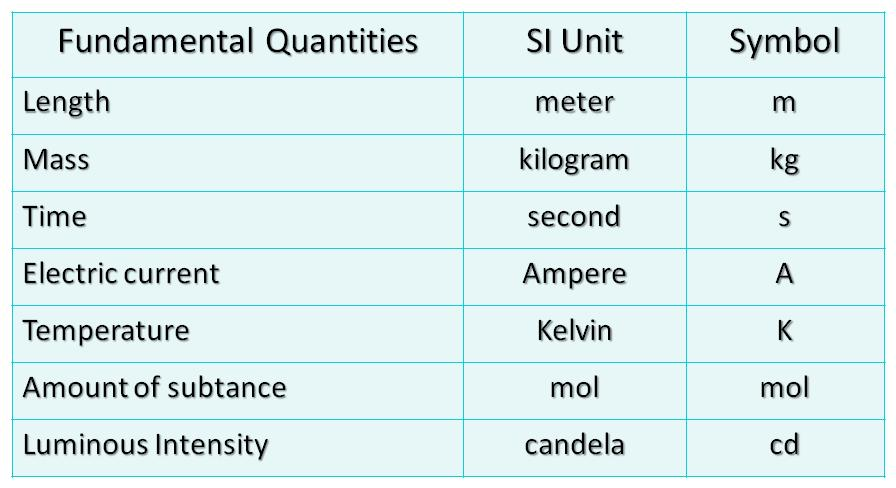 Fundamental Quantities SI Unit Symbol
Length meter m
Mass kilogram kg
Time second s
Electric current Ampere A
Temperature Kelvin K
Amount of subtance mol mol
Luminous Intensity candela cd